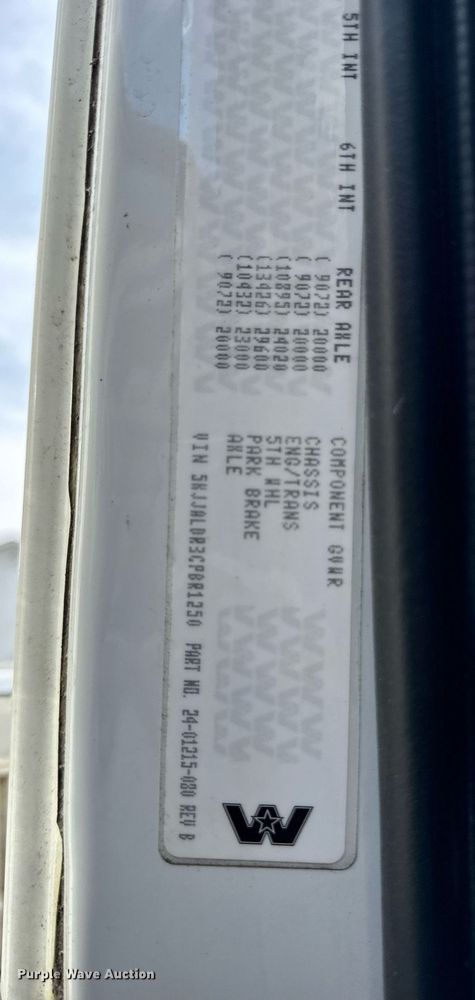 5TH INT 6TH INT REAR AXLE COMPONENT GVWR
( 9072) 20000 CHASSIS
( 9072) 20000 ENG/TRANS
(10895) 24020 5TH WHL
(13426) 29600 PARK BRAKE
(10432) 23000 AXLE
( 9072) 20000
VIN 5KJJALDR3CPBR1250 PART NO. 24-01215-080 REV B
Purple Wave Auction